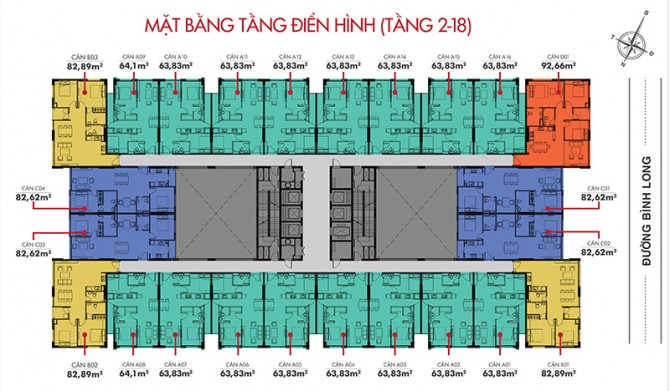 MẶT BẰNG TẦNG ĐIỂN HÌNH (TẦNG 2-18)
CĂN B03
82,89m²
CĂN A09
64,1m²
CĂN A10
63,83m²
CĂN A11
63,83m²
CĂN A12
63,83m²
CĂN A13
63,83m²
CĂN A14
63,83m²
CĂN A15
63,83m²
CĂN A16
63,83m²
CĂN D01
92,66m²
CĂN C04
82,62m²
CĂN C03
82,62m²
CĂN C01
82,62m²
CĂN C02
82,62m²
ĐƯỜNG BÌNH LONG
CĂN B02
82,89m²
CĂN A08
64,1m²
CĂN A07
63,83m²
CĂN A06
63,83m²
CĂN A05
63,83m²
CĂN A04
63,83m²
CĂN A03
63,83m²
CĂN A02
63,83m²
CĂN A01
63,83m²
CĂN B01
82,89m²